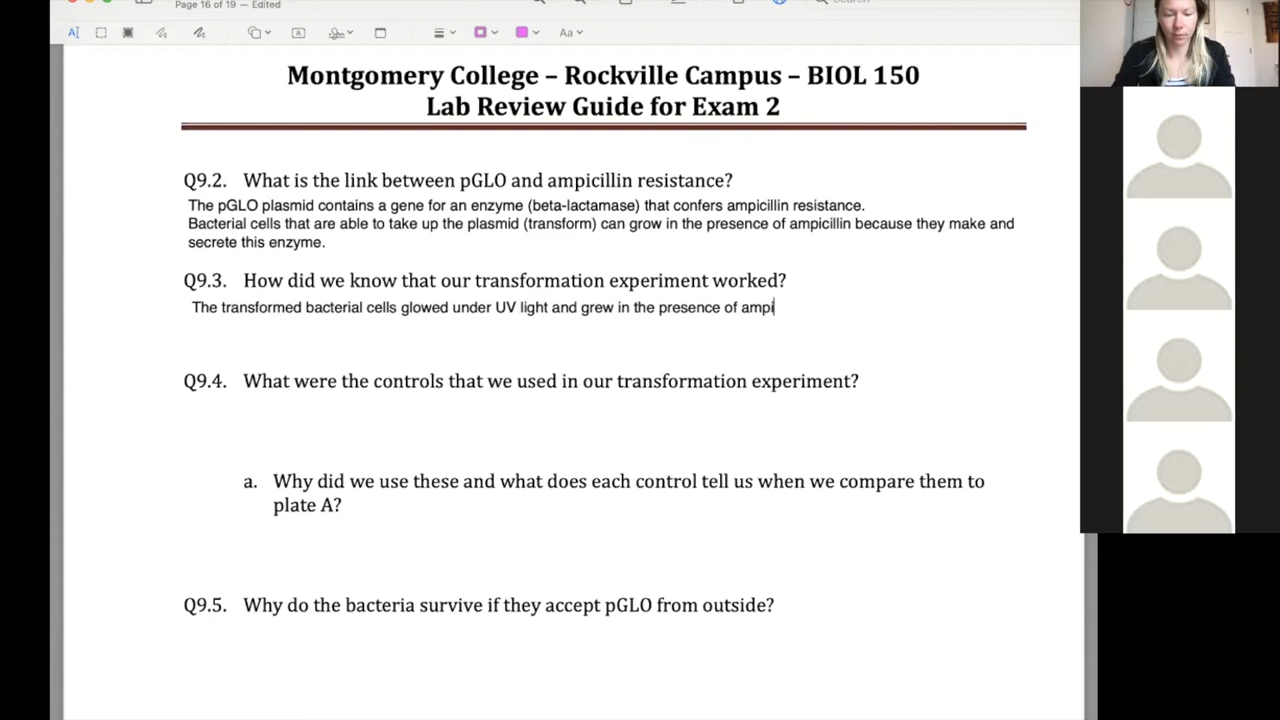 Page 16 of 19 — Edited
Search
AI
A
Aa
Montgomery College – Rockville Campus – BIOL 150
Lab Review Guide for Exam 2
Q9.2. What is the link between pGLO and ampicillin resistance?
The pGLO plasmid contains a gene for an enzyme (beta-lactamase) that confers ampicillin resistance.
Bacterial cells that are able to take up the plasmid (transform) can grow in the presence of ampicillin because they make and
secrete this enzyme.
Q9.3. How did we know that our transformation experiment worked?
The transformed bacterial cells glowed under UV light and grew in the presence of ampi
Q9.4. What were the controls that we used in our transformation experiment?
a. Why did we use these and what does each control tell us when we compare them to
plate A?
Q9.5. Why do the bacteria survive if they accept pGLO from outside?